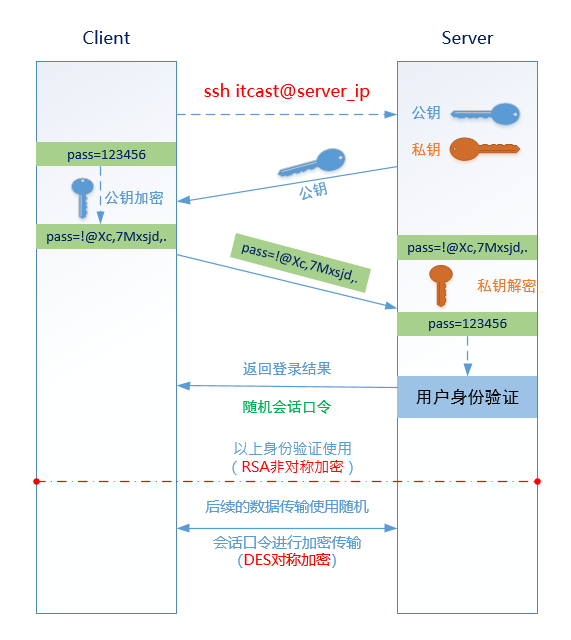 Client
Server
ssh itcast@server_ip
公钥
私钥
pass=123456
公钥
公钥加密
pass=!@Xc,7Mxsjd,.
pass=!@Xc,7Mxsjd,.
pass=!@Xc,7Mxsjd,.
私钥解密
pass=123456
返回登录结果
用户身份验证
随机会话口令
以上身份验证使用
(RSA非对称加密)
后续的数据传输使用随机
会话口令进行加密传输
(DES对称加密)